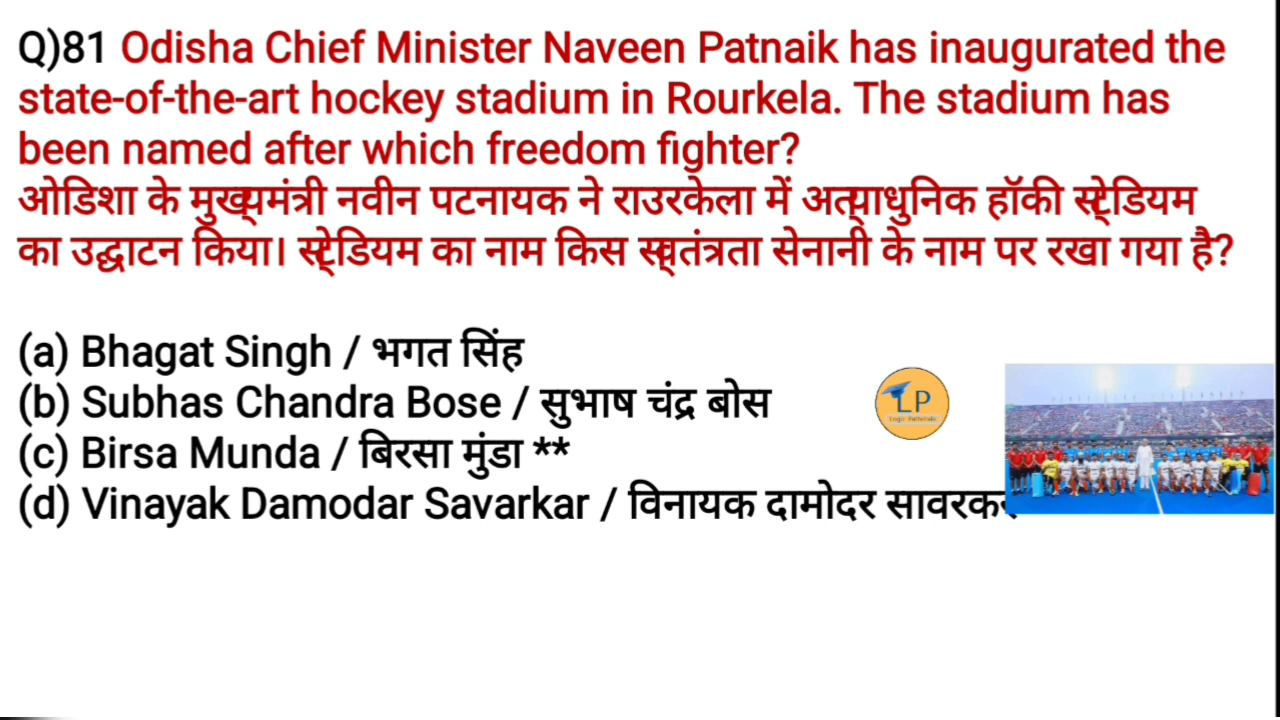 Q)81 Odisha Chief Minister Naveen Patnaik has inaugurated the
state-of-the-art hockey stadium in Rourkela. The stadium has
been named after which freedom fighter?
ओडिशा के मुख्यमंत्री नवीन पटनायक ने राउरकेला में अत्याधुनिक हॉकी स्टेडियम
का उद्घाटन किया। स्टेडियम का नाम किस स्वतंत्रता सेनानी के नाम पर रखा गया है?
(a) Bhagat Singh / भगत सिंह
(b) Subhas Chandra Bose / सुभाष चंद्र बोस
(c) Birsa Munda / बिरसा मुंडा **
(d) Vinayak Damodar Savarkar / विनायक दामोदर सावरकर
LP